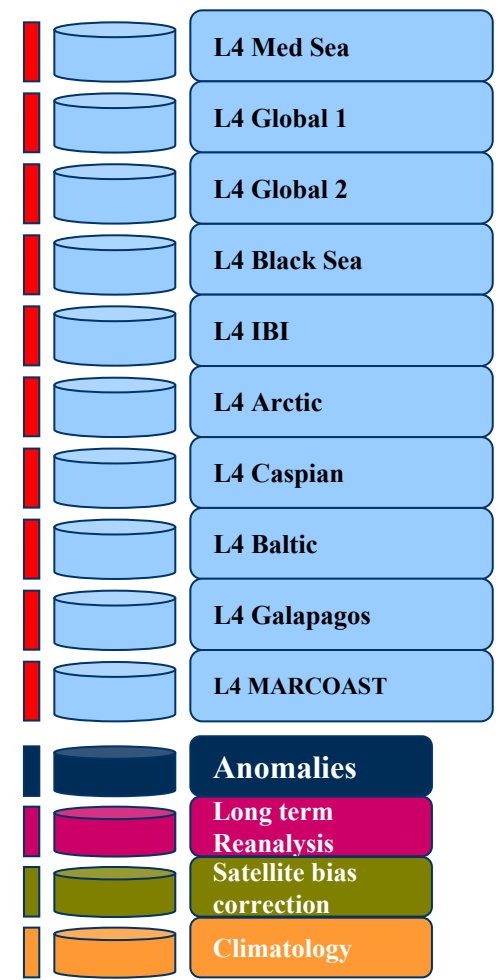 L4 Med Sea
L4 Global 1
L4 Global 2
L4 Black Sea
L4 IBI
L4 Arctic
L4 Caspian
L4 Baltic
L4 Galapagos
L4 MARCOAST
Anomalies
Long term
Reanalysis
Satellite bias
correction
Climatology